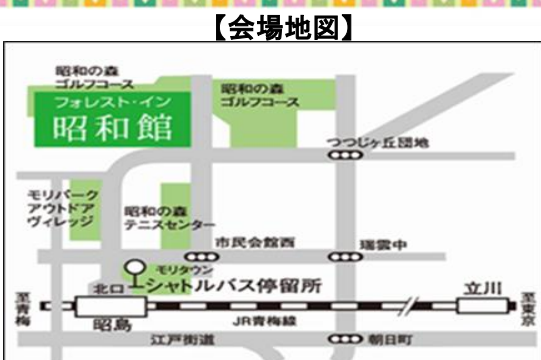 【会場地図】
昭和の森
ゴルフコース
フォレスト・イン
昭和館
昭和の森
ゴルフコース
つつじヶ丘団地
モリパーク
アウトドア
ヴィレッジ
昭和の森
テニスセンター
市民会館西
瑞雲中
モリタウン
シャトルバス停留所
北口
至青梅
昭島
JR青梅線
立川
至東京
江戸街道
朝日町